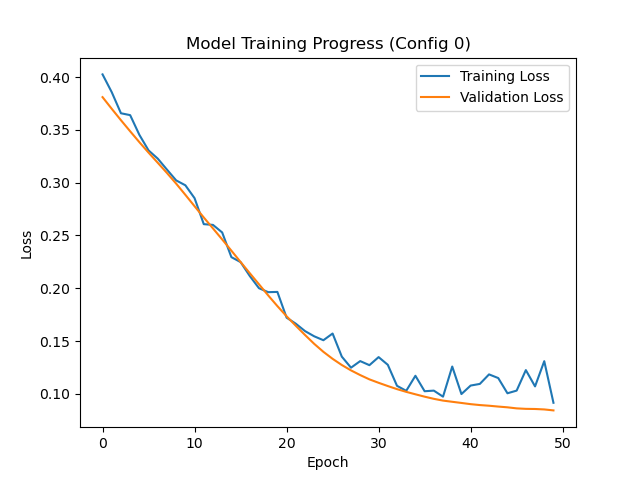 Model Training Progress (Config 0)
Training Loss
Validation Loss
0.40
0.35
0.30
0.25
0.20
0.15
0.10
Loss
0 10 20 30 40 50
Epoch